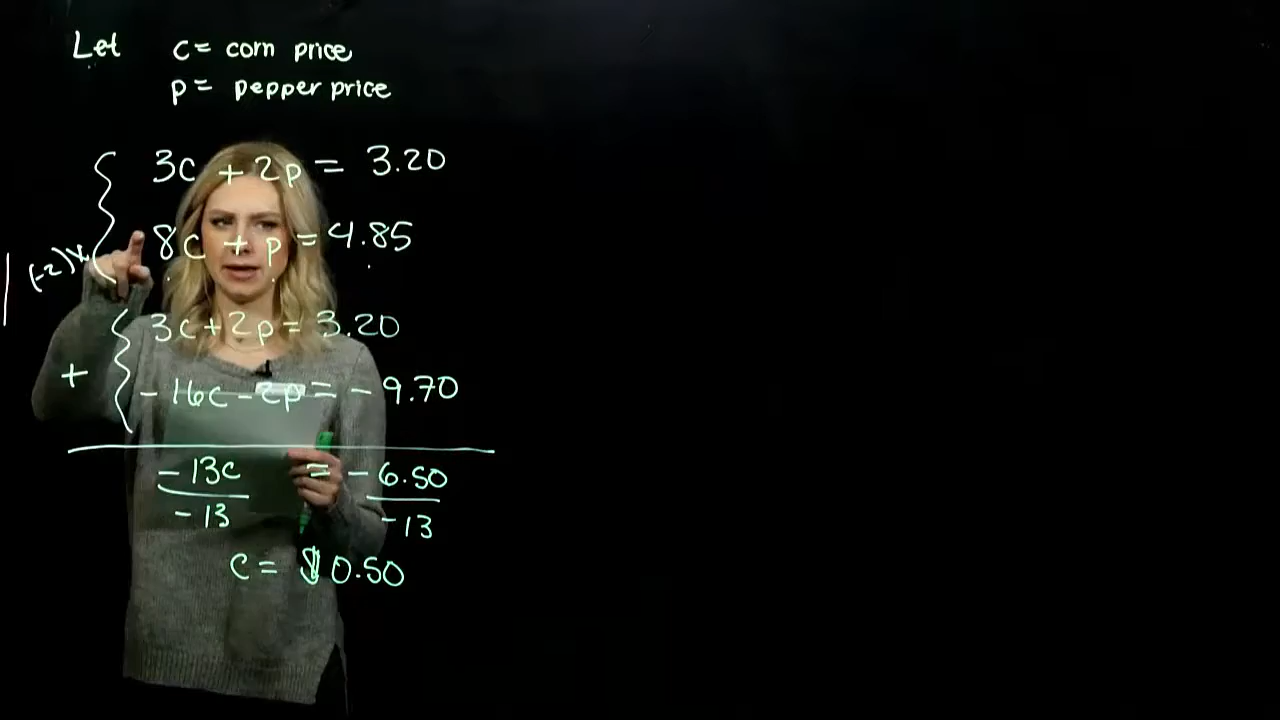 Let c = corn price
p = pepper price
3c + 2p = 3.20
(-2)x 8c + p = 4.85
3c + 2p = 3.20
+ - 16c - 2p = - 9.70
- 13c = - 6.50
- 13 - 13
c = $0.50